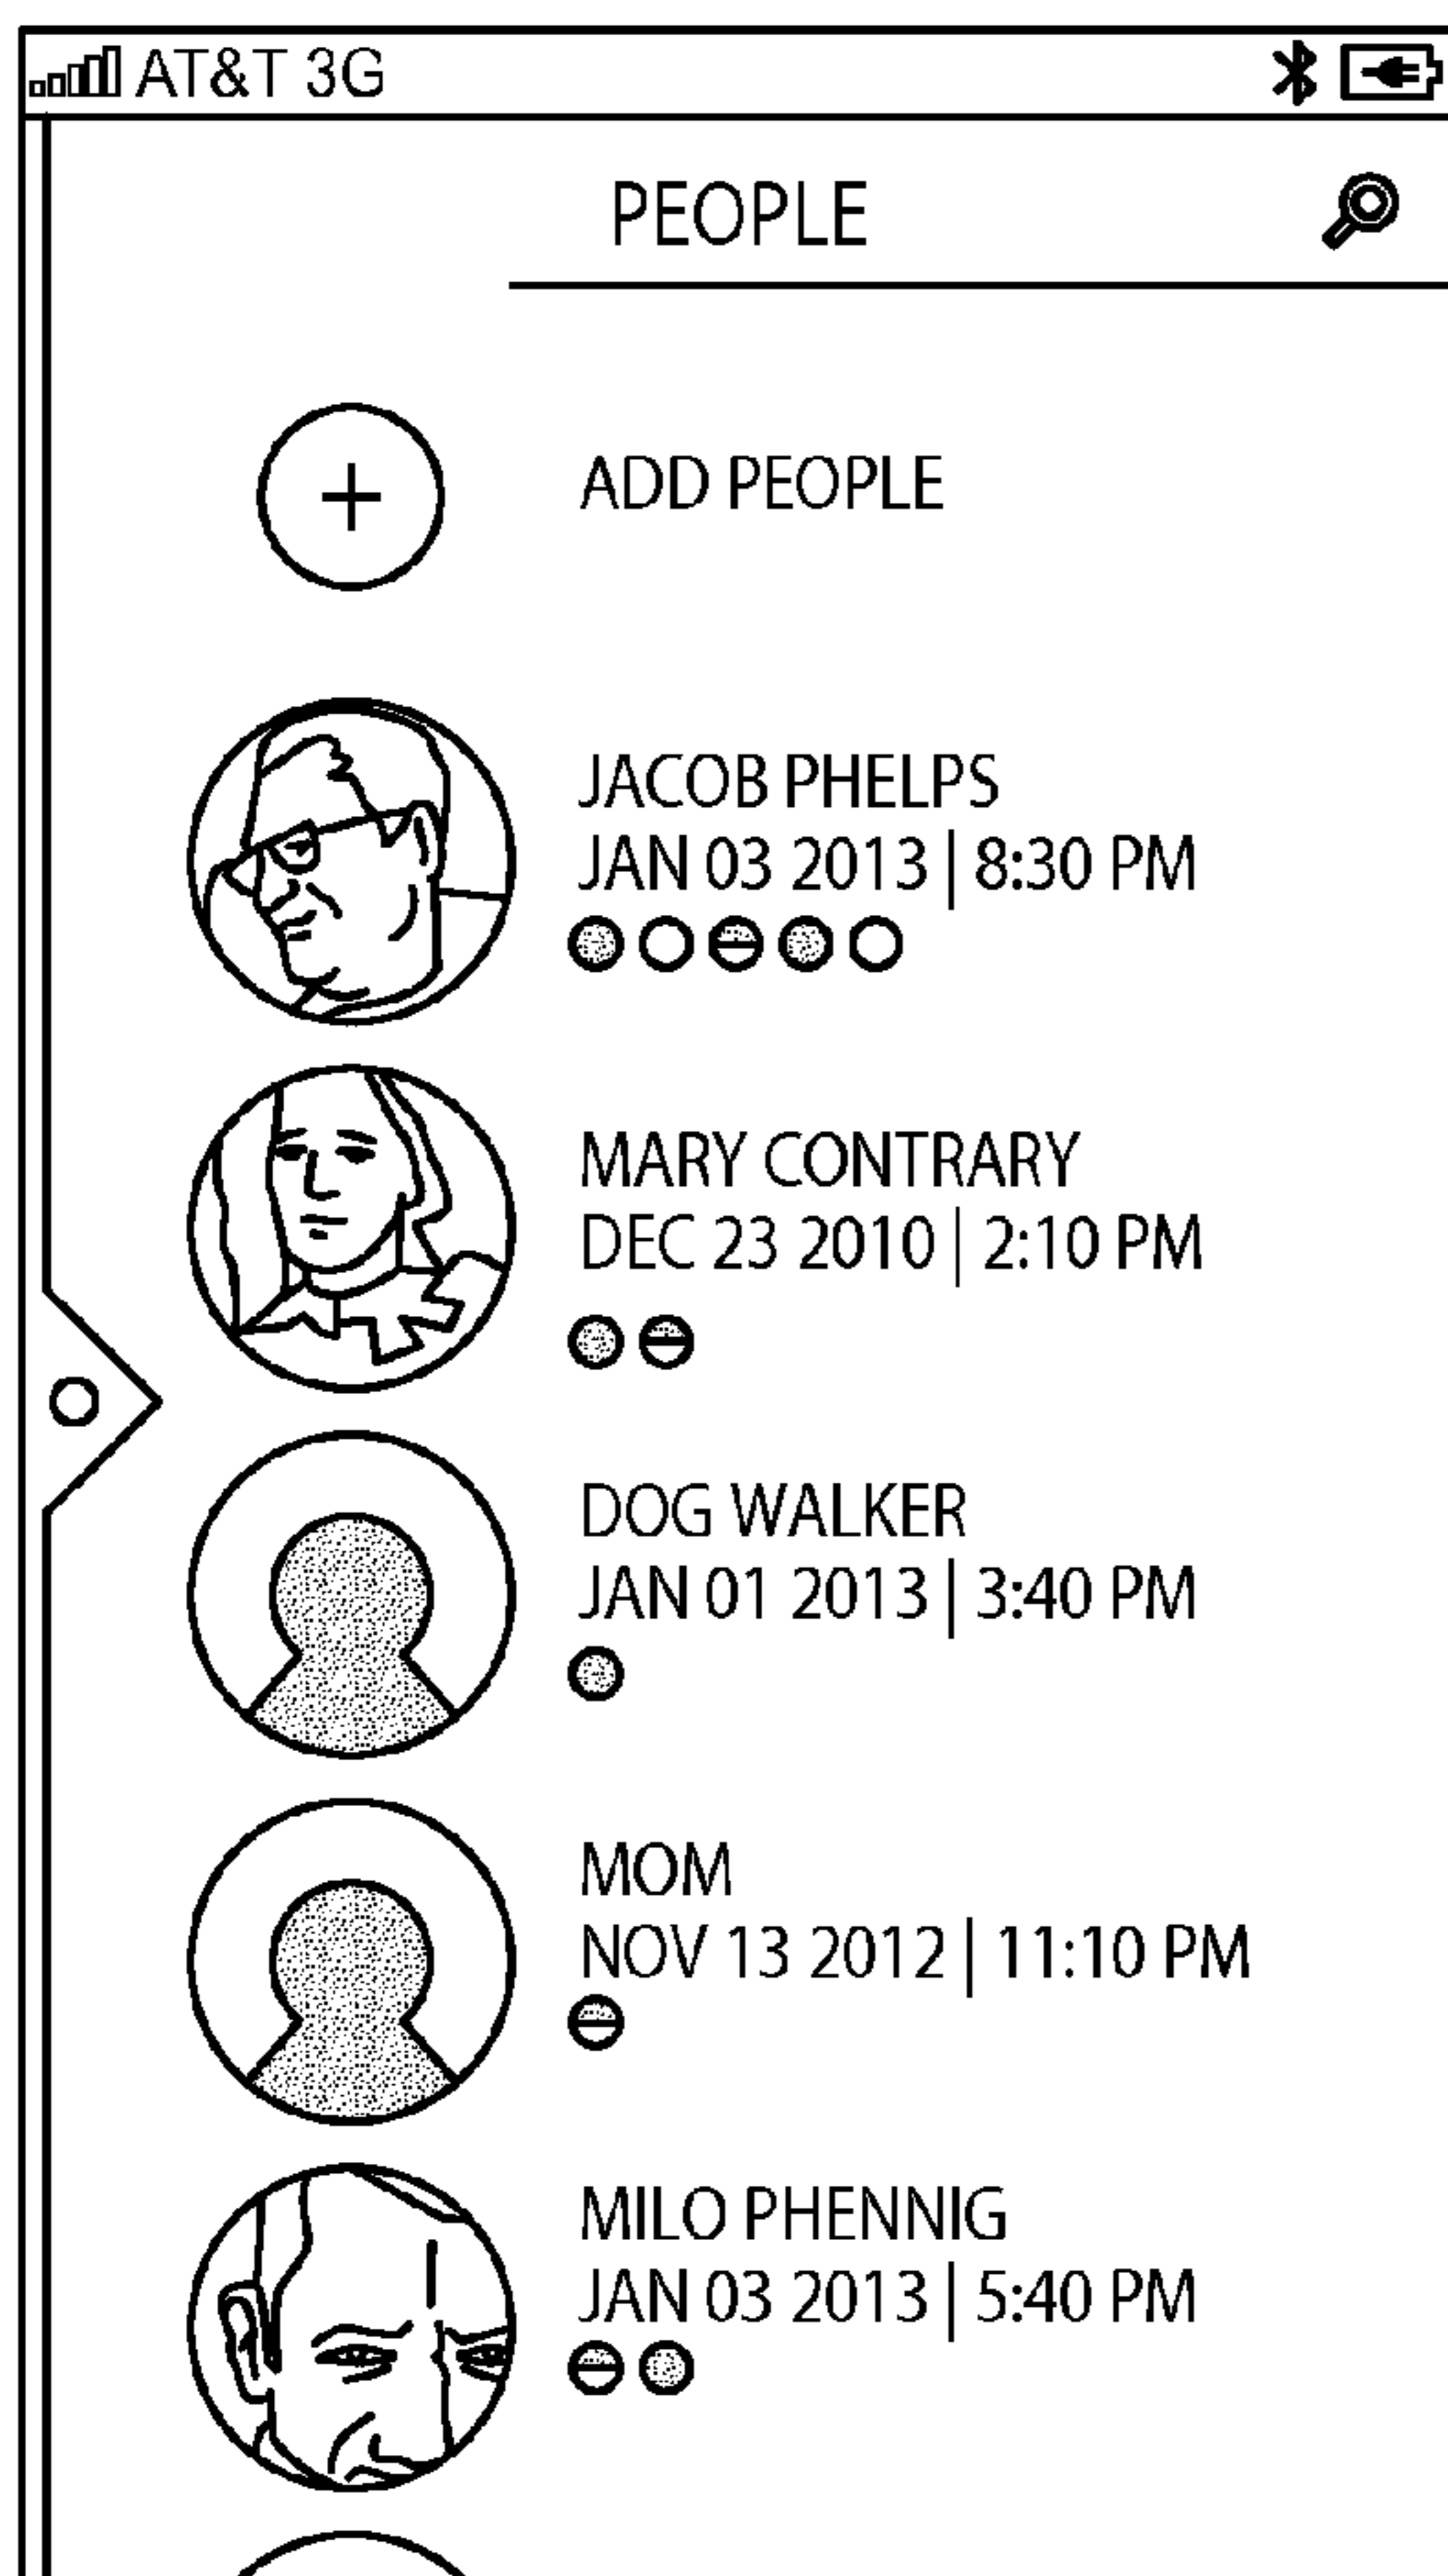 AT&T 3G
PEOPLE
ADD PEOPLE
JACOB PHELPS
JAN 03 2013 | 8:30 PM
MARY CONTRARY
DEC 23 2010 | 2:10 PM
DOG WALKER
JAN 01 2013 | 3:40 PM
MOM
NOV 13 2012 | 11:10 PM
MILO PHENNIG
JAN 03 2013 | 5:40 PM